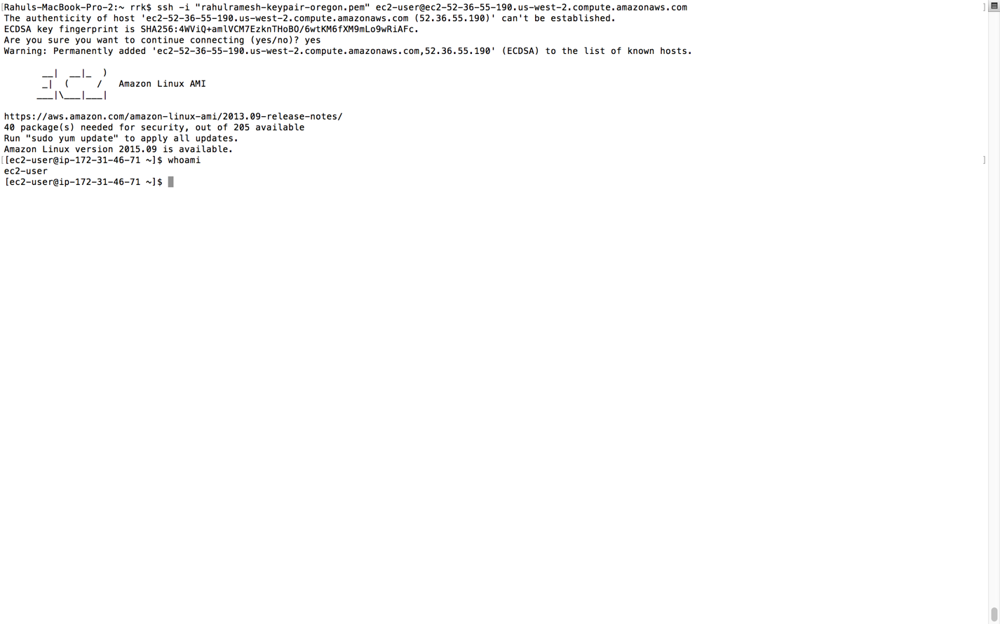 [Rahuls-MacBook-Pro-2:~ rrk$ ssh -i "rahulramesh-keypair-oregon.pem" ec2-user@ec2-52-36-55-190.us-west-2.compute.amazonaws.com ]
The authenticity of host 'ec2-52-36-55-190.us-west-2.compute.amazonaws.com (52.36.55.190)' can't be established.
ECDSA key fingerprint is SHA256:4WViQ+amlVCM7EzknTHoBO/6wtKM6fXM9mLo9wRiAFc.
Are you sure you want to continue connecting (yes/no)? yes
Warning: Permanently added 'ec2-52-36-55-190.us-west-2.compute.amazonaws.com,52.36.55.190' (ECDSA) to the list of known hosts.

       __|  __|_  )
       _|  (     /   Amazon Linux AMI
      ___|\___|___|

https://aws.amazon.com/amazon-linux-ami/2013.09-release-notes/
40 package(s) needed for security, out of 205 available
Run "sudo yum update" to apply all updates.
Amazon Linux version 2015.09 is available.
[[ec2-user@ip-172-31-46-71 ~]$ whoami ]
ec2-user
[ec2-user@ip-172-31-46-71 ~]$